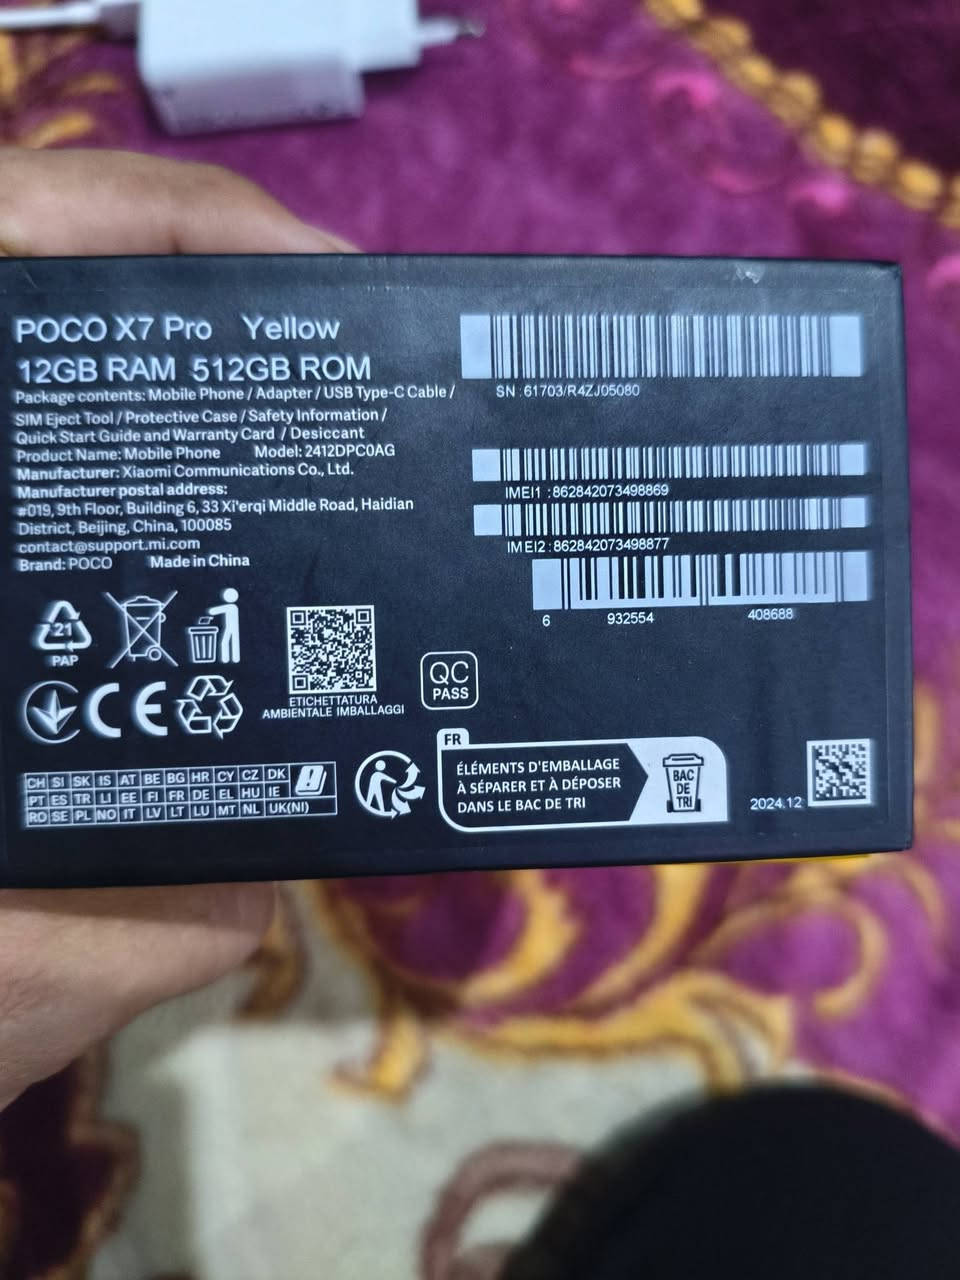 POCO X7 Pro Yellow
12GB RAM 512GB ROM
Package contents: Mobile Phone / Adapter / USB Type-C Cable /
SIM Eject Tool / Protective Case / Safety Information /
Quick Start Guide and Warranty Card / Desiccant
Product Name: Mobile Phone Model: 2412DPC0AG
Manufacturer: Xiaomi Communications Co., Ltd.
Manufacturer postal address:
#019, 9th Floor, Building 6, 33 Xi'erqi Middle Road, Haidian
District, Beijing, China, 100085
contact@support.mi.com
Brand: POCO Made in China
SN :61703/R4ZJ05080
IMEI1 :862842073498869
IMEI2:862842073498877
6 932554 408688
21
PAP
CE
ETICHETTATURA
AMBIENTALE IMBALLAGGI
QC
PASS
CH SI SK IS AT BE BG HR CY CZ DK
PT ES TR LI EE FI FR DE EL HU IE
RO SE PL NO IT LV LT LU MT NL UK(NI)
FR
ÉLÉMENTS D'EMBALLAGE
À SÉPARER ET À DÉPOSER
DANS LE BAC DE TRI
BAC
DE
TRI
2024.12